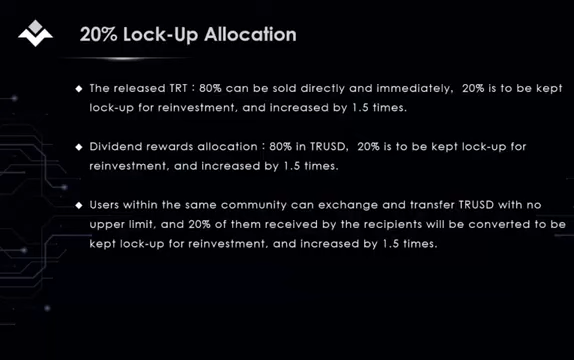 20% Lock-Up Allocation
◆ The released TRT：80% can be sold directly and immediately, 20% is to be kept
lock-up for reinvestment, and increased by 1.5 times.
◆ Dividend rewards allocation：80% in TRUSD, 20% is to be kept lock-up for
reinvestment, and increased by 1.5 times.
◆ Users within the same community can exchange and transfer TRUSD with no
upper limit, and 20% of them received by the recipients will be converted to be
kept lock-up for reinvestment, and increased by 1.5 times.